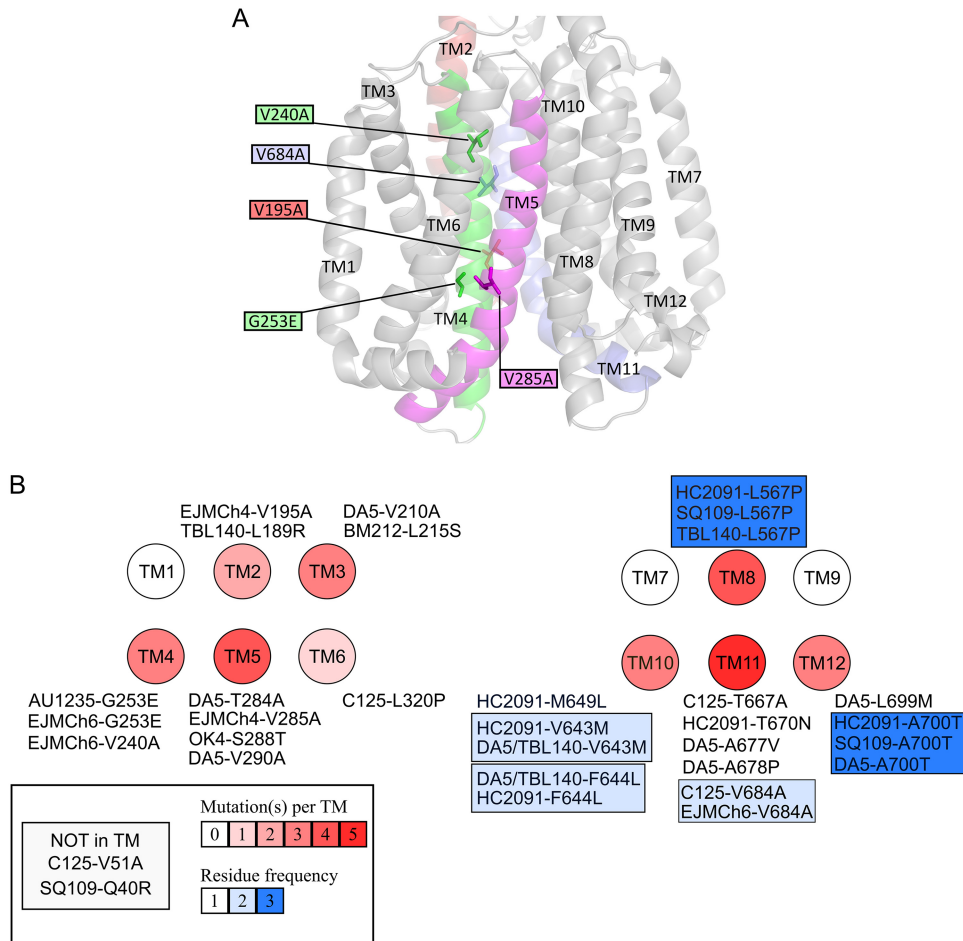 A
TM2
TM3
TM10
V240A
V684A
TM7
V195A
TM5
TM6
TM9
TM1
TM8
TM12
G253E
TM4
TM11
V285A
B
HC2091-L567P
SQ109-L567P
TBL140-L567P
EJMCh4-V195A
TBL140-L189R
DA5-V210A
BM212-L215S
TM1
TM2
TM3
TM7
TM8
TM9
TM4
TM5
TM6
TM10
TM11
TM12
AU1235-G253E
EJMCh6-G253E
EJMCh6-V240A
DA5-T284A
EJMCh4-V285A
OK4-S288T
DA5-V290A
C125-L320P
HC2091-M649L
HC2091-V643M
DA5/TBL140-V643M
DA5/TBL140-F644L
HC2091-F644L
C125-T667A
HC2091-T670N
DA5-A677V
DA5-A678P
C125-V684A
EJMCh6-V684A
DA5-L699M
HC2091-A700T
SQ109-A700T
DA5-A700T
NOT in TM
C125-V51A
SQ109-Q40R
Mutation(s) per TM
0 1 2 3 4 5
Residue frequency
1 2 3